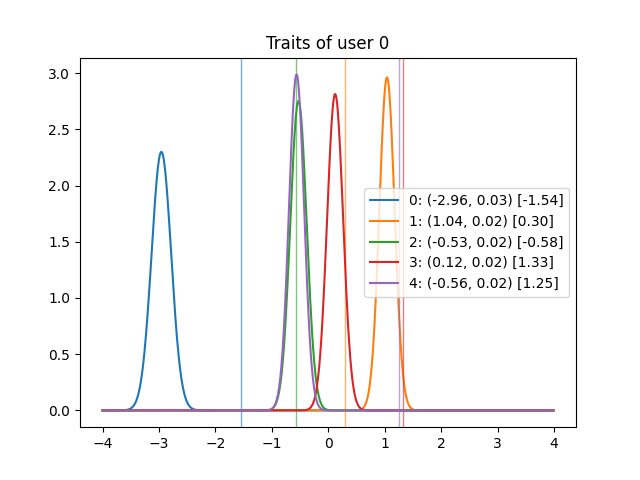 Traits of user 0
3.0
2.5
2.0
1.5
1.0
0.5
0.0
0: (-2.96, 0.03) [-1.54]
1: (1.04, 0.02) [0.30]
2: (-0.53, 0.02) [-0.58]
3: (0.12, 0.02) [1.33]
4: (-0.56, 0.02) [1.25]
−4 −3 −2 −1 0 1 2 3 4